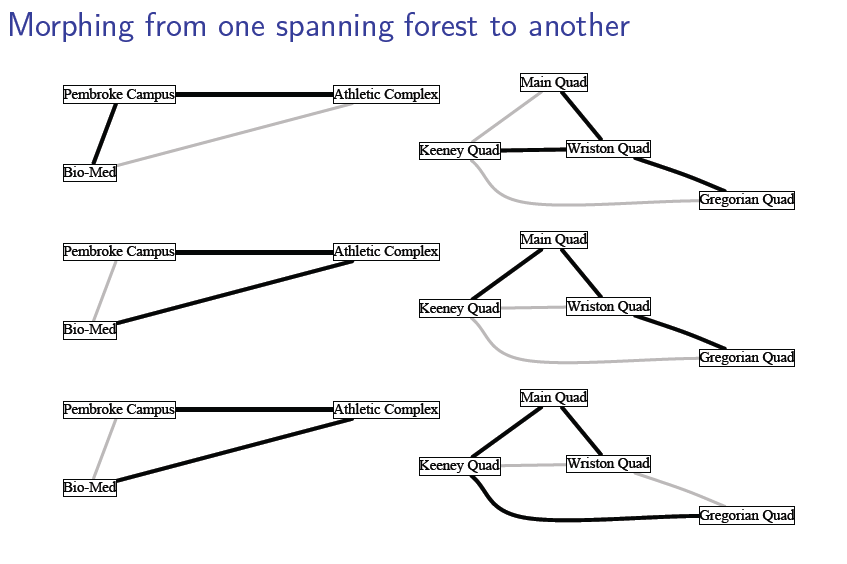 Morphing from one spanning forest to another
Main Quad
Pembroke Campus Athletic Complex
Keeney Quad Wriston Quad
Bio-Med
Gregorian Quad
Main Quad
Pembroke Campus Athletic Complex
Keeney Quad Wriston Quad
Bio-Med
Gregorian Quad
Main Quad
Pembroke Campus Athletic Complex
Keeney Quad Wriston Quad
Bio-Med
Gregorian Quad